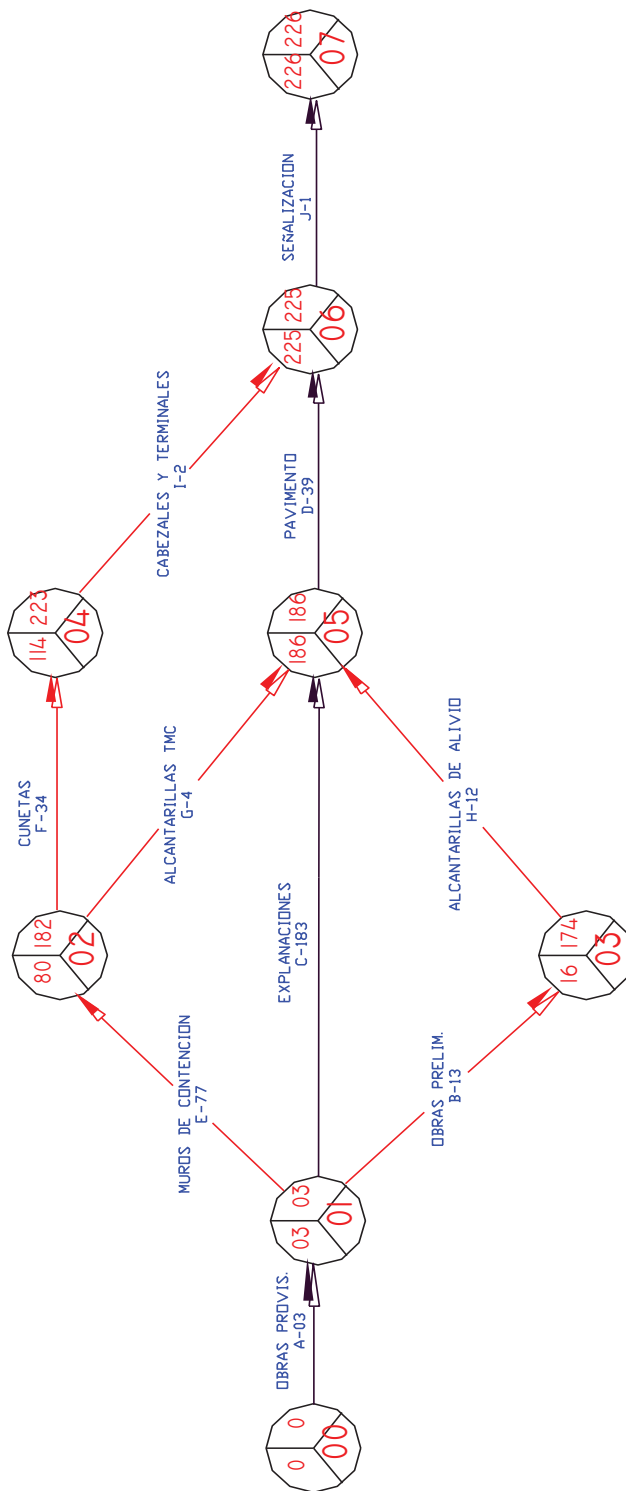 0 0
00
OBRAS PROVIS.
A-03
03 03
01
MUROS DE CONTENCION
E-77
EXPLANACIONES
C-183
OBRAS PRELIM.
B-13
80 182
02
16 174
03
CUNETAS
F-34
ALCANTARILLAS TMC
G-4
ALCANTARILLAS DE ALIVIO
H-12
114 223
04
186 186
05
CABEZALES Y TERMINALES
I-2
PAVIMENTO
D-39
225 225
06
SEÑALIZACION
J-1
226 226
07